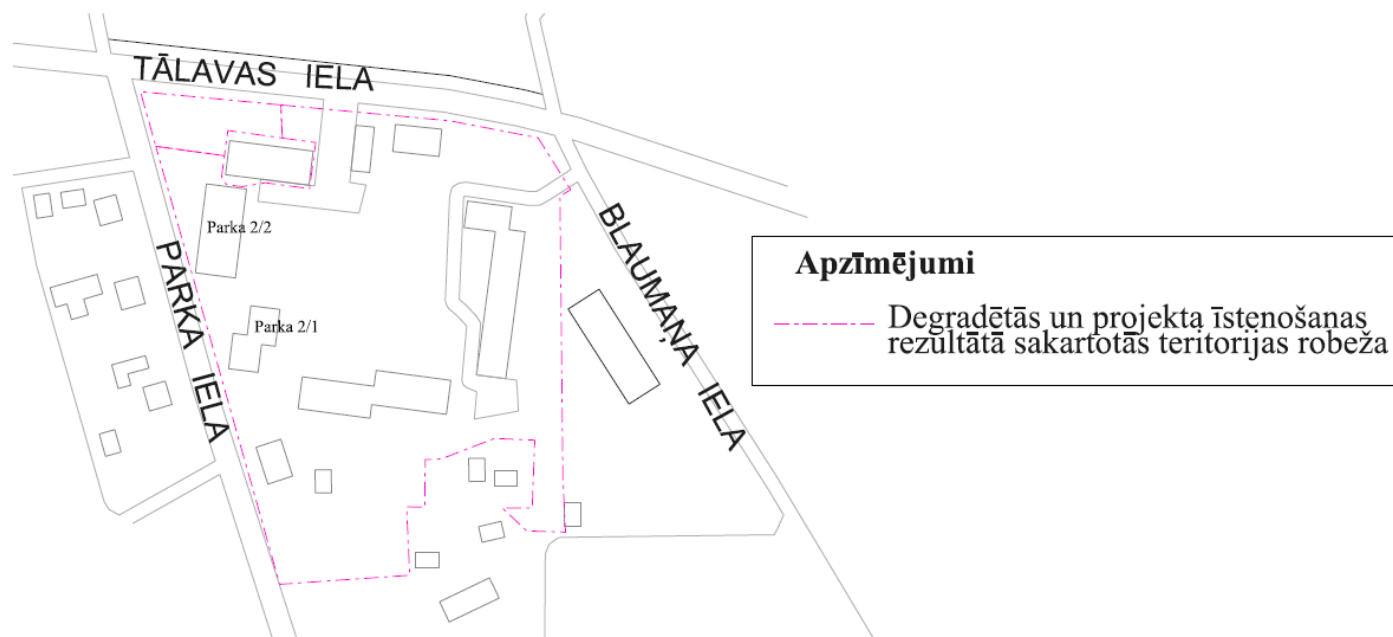 TĀLAVAS IELA
Parka 2/2
PARKA IELA
Parka 2/1
BLAUMAŅA IELA
Apzīmējumi
Degradētās un projekta īstenošanas
rezultātā sakartotās teritorijas robeža